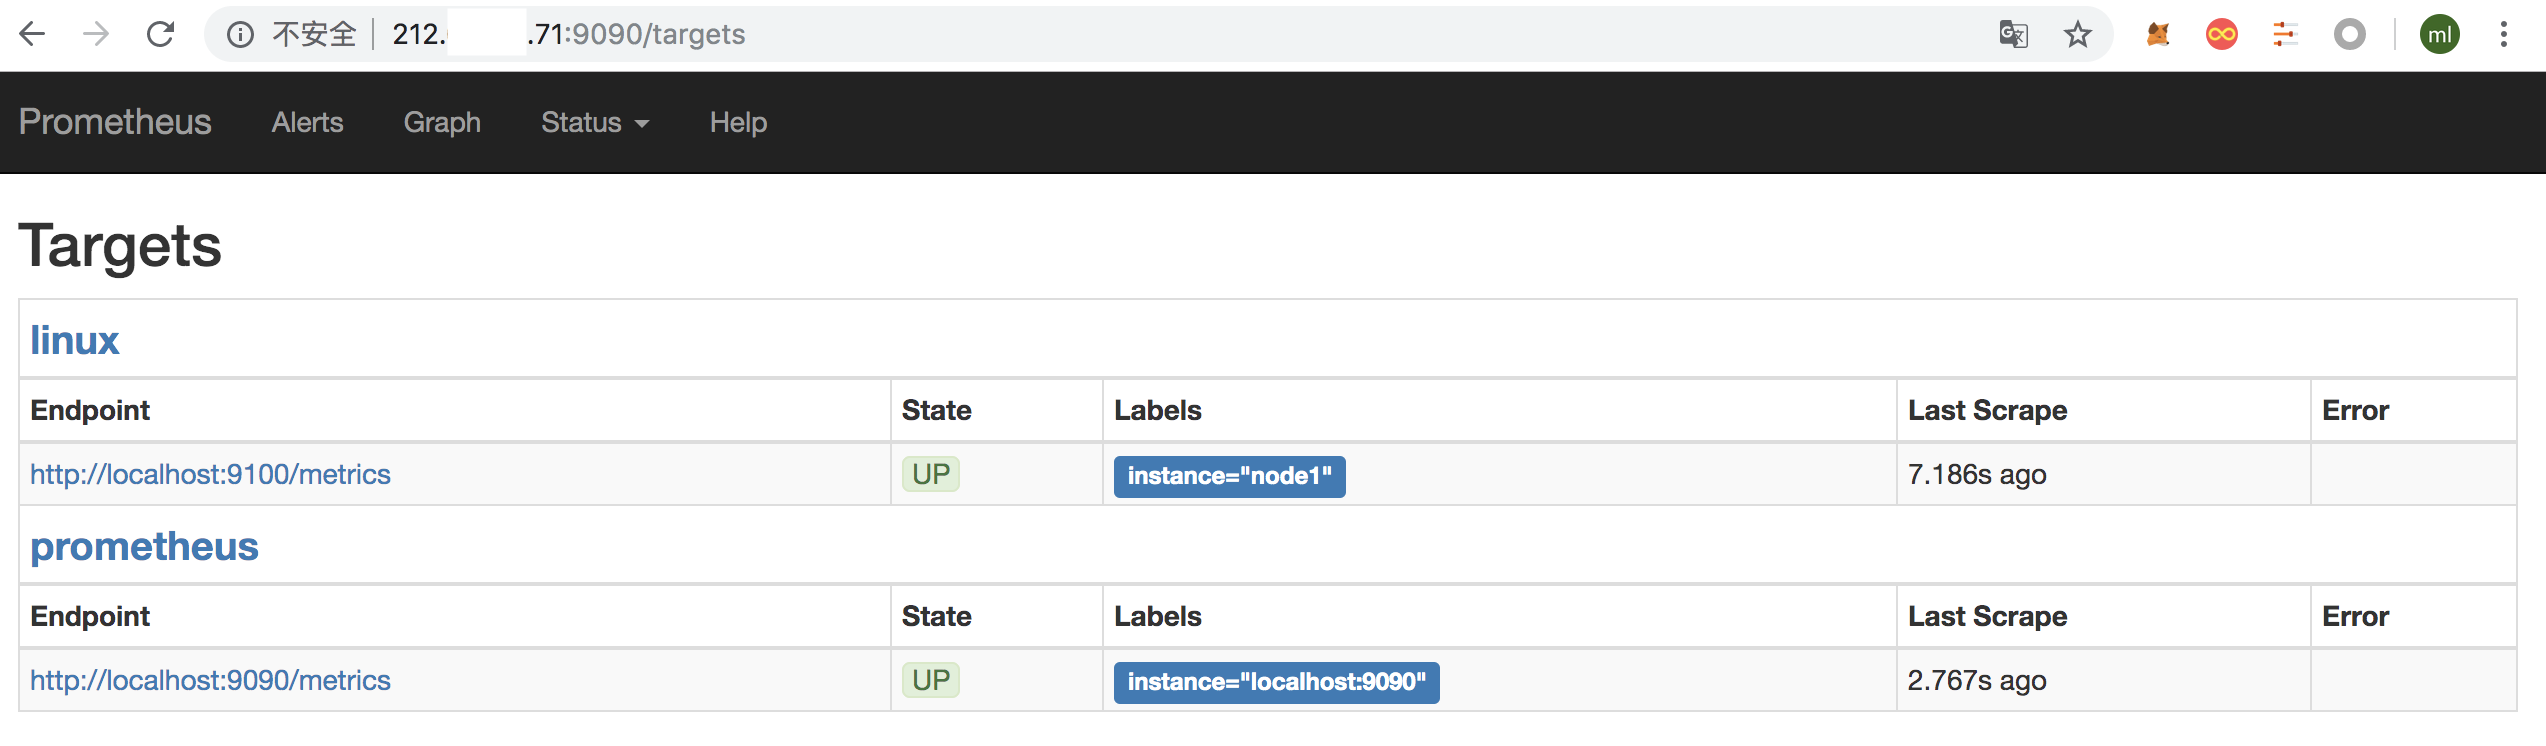 不安全 212. .71:9090/targets ml
Prometheus Alerts Graph Status Help
Targets
linux
Endpoint State Labels Last Scrape Error
http://localhost:9100/metrics UP instance="node1" 7.186s ago
prometheus
Endpoint State Labels Last Scrape Error
http://localhost:9090/metrics UP instance="localhost:9090" 2.767s ago